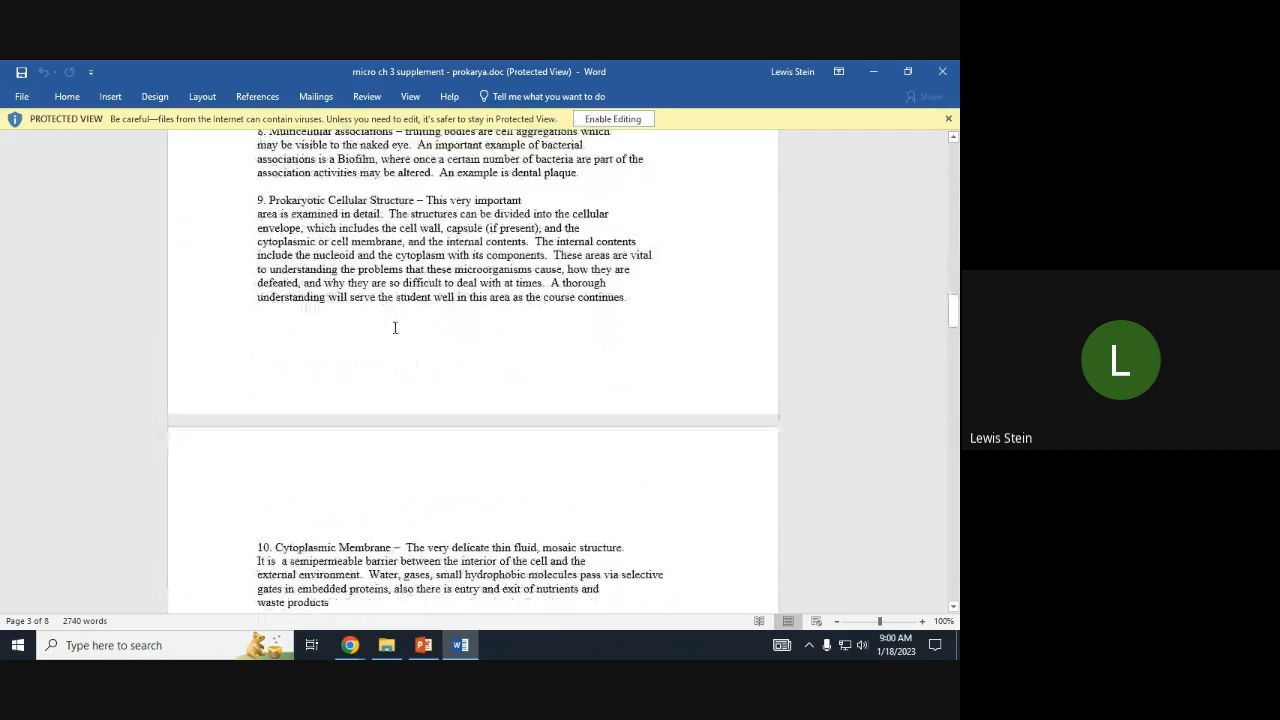 micro ch 3 supplement - prokarya.doc (Protected View) - Word
Lewis Stein
File Home Insert Design Layout References Mailings Review View Help Tell me what you want to do Share
PROTECTED VIEW Be careful—files from the Internet can contain viruses. Unless you need to edit, it's safer to stay in Protected View. Enable Editing
8. Multicellular associations – fruiting bodies are cell aggregations which
may be visible to the naked eye. An important example of bacterial
associations is a Biofilm, where once a certain number of bacteria are part of the
association activities may be altered. An example is dental plaque.
9. Prokaryotic Cellular Structure – This very important
area is examined in detail. The structures can be divided into the cellular
envelope, which includes the cell wall, capsule (if present), and the
cytoplasmic or cell membrane, and the internal contents. The internal contents
include the nucleoid and the cytoplasm with its components. These areas are vital
to understanding the problems that these microorganisms cause, how they are
defeated, and why they are so difficult to deal with at times. A thorough
understanding will serve the student well in this area as the course continues.
10. Cytoplasmic Membrane – The very delicate thin fluid, mosaic structure.
It is a semipermeable barrier between the interior of the cell and the
external environment. Water, gases, small hydrophobic molecules pass via selective
gates in embedded proteins, also there is entry and exit of nutrients and
waste products
Page 3 of 8 2740 words
100%
Type here to search
9:00 AM
1/18/2023
L
Lewis Stein